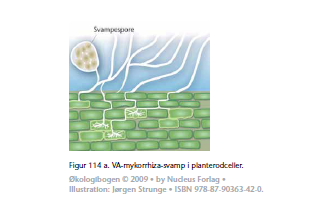 Svampespore
Figur 114 a. VA-mykorrhiza-svamp i planterodceller.
Økologibogen © 2009 • by Nucleus Forlag •
Illustration: Jørgen Strunge • ISBN 978-87-90363-42-0.